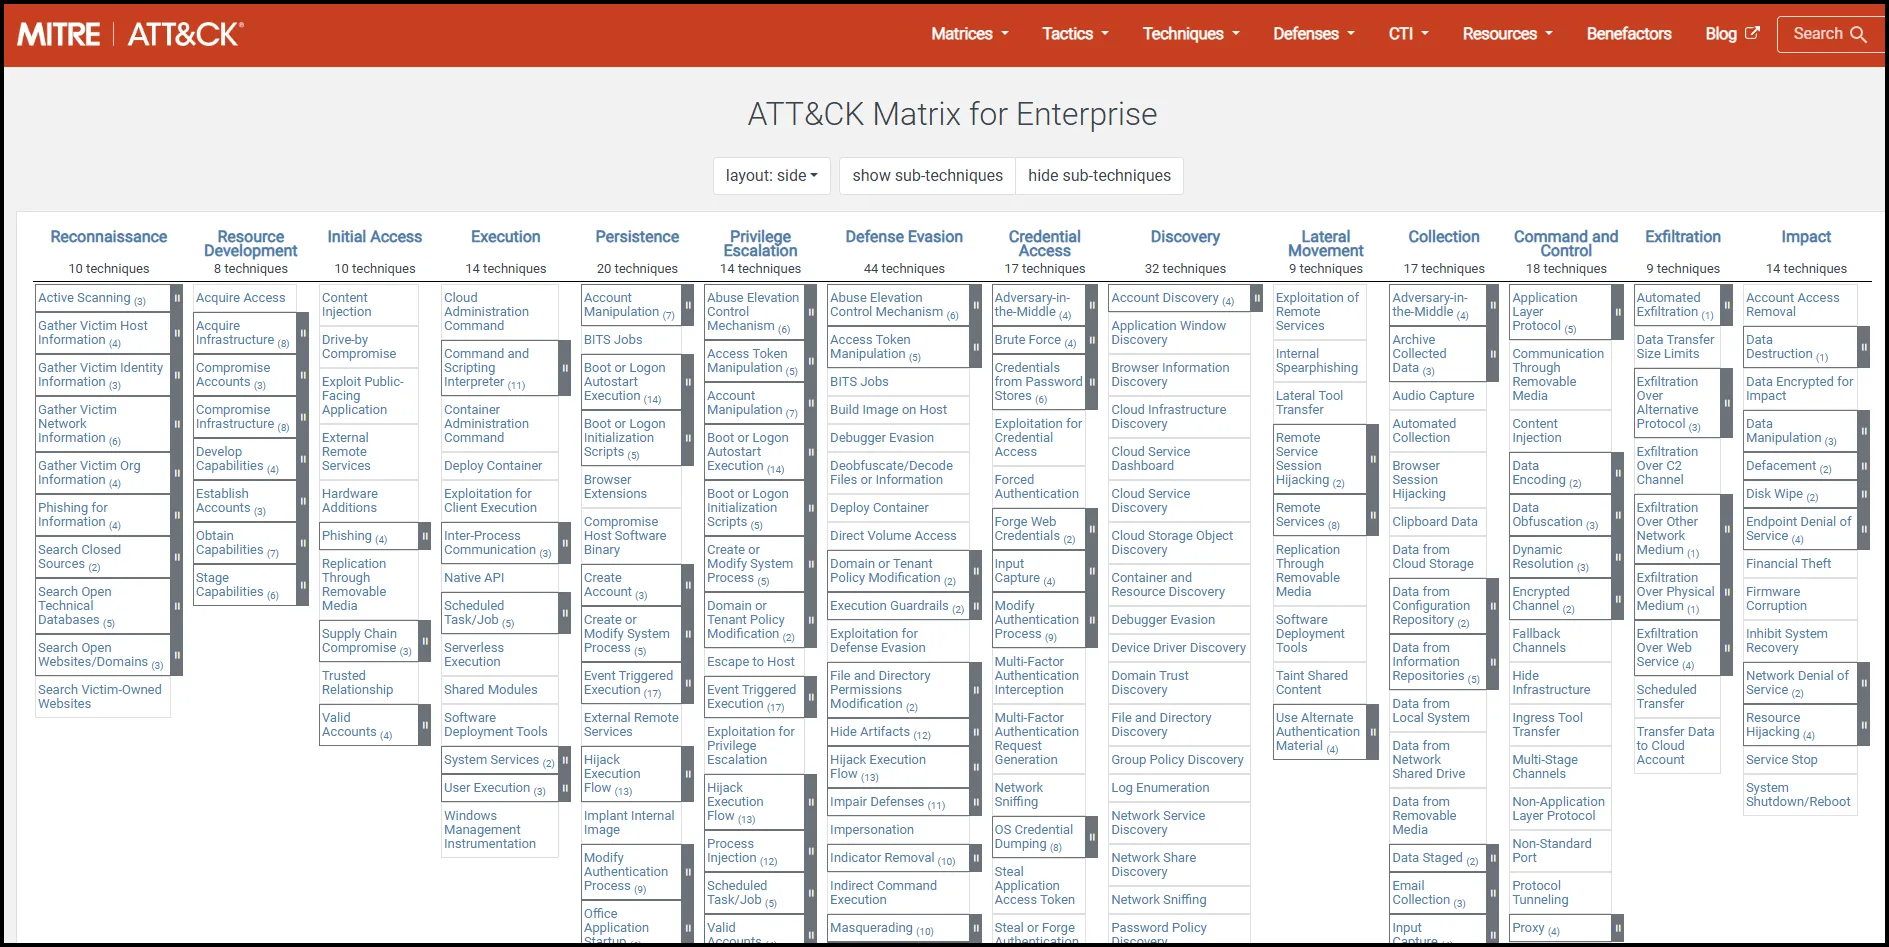 MITRE | ATT&CK®
Matrices
Tactics
Techniques
Defenses
CTI
Resources
Benefactors
Blog
Search
ATT&CK Matrix for Enterprise
layout: side
show sub-techniques
hide sub-techniques
Reconnaissance
10 techniques
Active Scanning (3)
Gather Victim Host
Information (4)
Gather Victim Identity
Information (3)
Gather Victim
Network
Information (6)
Gather Victim Org
Information (4)
Phishing for
Information (4)
Search Closed
Sources (2)
Search Open
Technical
Databases (5)
Search Open
Websites/Domains (3)
Search Victim-Owned
Websites
Resource
Development
8 techniques
Acquire Access
Acquire
Infrastructure (8)
Compromise
Accounts (3)
Compromise
Infrastructure (8)
Develop
Capabilities (4)
Establish
Accounts (3)
Obtain
Capabilities (7)
Stage
Capabilities (6)
Initial Access
10 techniques
Content
Injection
Drive-by
Compromise
Exploit Public-
Facing
Application
External
Remote
Services
Hardware
Additions
Phishing (4)
Replication
Through
Removable
Media
Supply Chain
Compromise (3)
Trusted
Relationship
Valid
Accounts (4)
Execution
14 techniques
Cloud
Administration
Command
Command and
Scripting
Interpreter (11)
Container
Administration
Command
Deploy Container
Exploitation for
Client Execution
Inter-Process
Communication (3)
Native API
Scheduled
Task/Job (5)
Serverless
Execution
Shared Modules
Software
Deployment Tools
System Services (2)
User Execution (3)
Windows
Management
Instrumentation
Persistence
20 techniques
Account
Manipulation (7)
BITS Jobs
Boot or Logon
Autostart
Execution (14)
Boot or Logon
Initialization
Scripts (5)
Browser
Extensions
Compromise
Host Software
Binary
Create
Account (3)
Create or
Modify System
Process (5)
Event Triggered
Execution (17)
External Remote
Services
Hijack
Execution
Flow (13)
Implant Internal
Image
Modify
Authentication
Process (9)
Office
Application
Startup
Privilege
Escalation
14 techniques
Abuse Elevation
Control
Mechanism (6)
Access Token
Manipulation (5)
Account
Manipulation (7)
Boot or Logon
Autostart
Execution (14)
Boot or Logon
Initialization
Scripts (5)
Create or
Modify System
Process (5)
Domain or
Tenant Policy
Modification (2)
Escape to Host
Event Triggered
Execution (17)
Exploitation for
Privilege
Escalation
Hijack
Execution
Flow (13)
Process
Injection (12)
Scheduled
Task/Job (5)
Valid
Accounts
Defense Evasion
44 techniques
Abuse Elevation
Control Mechanism (6)
Access Token
Manipulation (5)
BITS Jobs
Build Image on Host
Debugger Evasion
Deobfuscate/Decode
Files or Information
Deploy Container
Direct Volume Access
Domain or Tenant
Policy Modification (2)
Execution Guardrails (2)
Exploitation for
Defense Evasion
File and Directory
Permissions
Modification (2)
Hide Artifacts (12)
Hijack Execution
Flow (13)
Impair Defenses (11)
Impersonation
Indicator Removal (10)
Indirect Command
Execution
Masquerading (10)
Credential
Access
17 techniques
Adversary-in-
the-Middle (4)
Brute Force (4)
Credentials
from Password
Stores (6)
Exploitation for
Credential
Access
Forced
Authentication
Forge Web
Credentials (2)
Input
Capture (4)
Modify
Authentication
Process (9)
Multi-Factor
Authentication
Interception
Multi-Factor
Authentication
Request
Generation
Network
Sniffing
OS Credential
Dumping (8)
Steal
Application
Access Token
Steal or Forge
Authentication
Discovery
32 techniques
Account Discovery (4)
Application Window
Discovery
Browser Information
Discovery
Cloud Infrastructure
Discovery
Cloud Service
Dashboard
Cloud Service
Discovery
Cloud Storage Object
Discovery
Container and
Resource Discovery
Debugger Evasion
Device Driver Discovery
Domain Trust
Discovery
File and Directory
Discovery
Group Policy Discovery
Log Enumeration
Network Service
Discovery
Network Share
Discovery
Network Sniffing
Password Policy
Discovery
Lateral
Movement
9 techniques
Exploitation of
Remote
Services
Internal
Spearphishing
Lateral Tool
Transfer
Remote
Service
Session
Hijacking (2)
Remote
Services (8)
Replication
Through
Removable
Media
Software
Deployment
Tools
Taint Shared
Content
Use Alternate
Authentication
Material (4)
Collection
17 techniques
Adversary-in-
the-Middle (4)
Archive
Collected
Data (3)
Audio Capture
Automated
Collection
Browser
Session
Hijacking
Clipboard Data
Data from
Cloud Storage
Data from
Configuration
Repository (2)
Data from
Information
Repositories (5)
Data from
Local System
Data from
Network
Shared Drive
Data from
Removable
Media
Data Staged (2)
Email
Collection (3)
Input
Capture
Command and
Control
18 techniques
Application
Layer
Protocol (5)
Communication
Through
Removable
Media
Content
Injection
Data
Encoding (2)
Data
Obfuscation (3)
Dynamic
Resolution (3)
Encrypted
Channel (2)
Fallback
Channels
Hide
Infrastructure
Ingress Tool
Transfer
Multi-Stage
Channels
Non-Application
Layer Protocol
Non-Standard
Port
Protocol
Tunneling
Proxy (4)
Exfiltration
9 techniques
Automated
Exfiltration (1)
Data Transfer
Size Limits
Exfiltration
Over
Alternative
Protocol (3)
Exfiltration
Over C2
Channel
Exfiltration
Over Other
Network
Medium (1)
Exfiltration
Over Physical
Medium (1)
Exfiltration
Over Web
Service (4)
Scheduled
Transfer
Transfer Data
to Cloud
Account
Impact
14 techniques
Account Access
Removal
Data
Destruction (1)
Data Encrypted for
Impact
Data
Manipulation (3)
Defacement (2)
Disk Wipe (2)
Endpoint Denial of
Service (4)
Financial Theft
Firmware
Corruption
Inhibit System
Recovery
Network Denial of
Service (2)
Resource
Hijacking (4)
Service Stop
System
Shutdown/Reboot